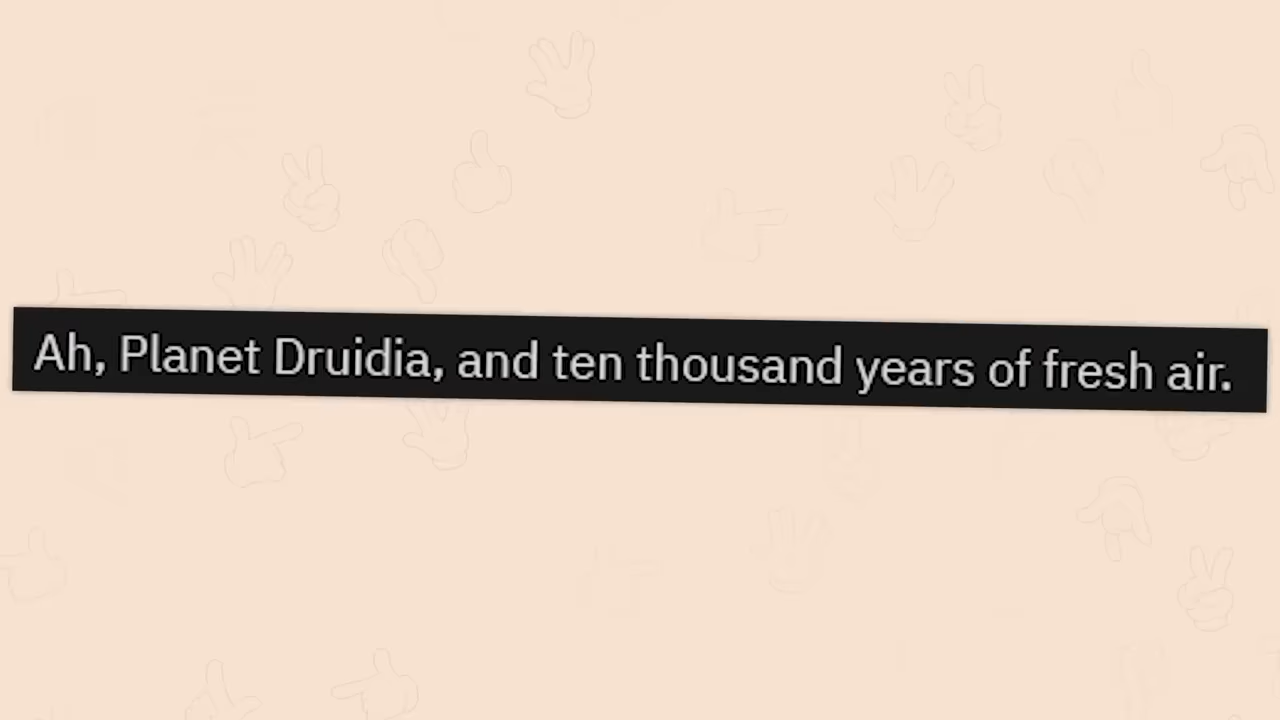 Ah, Planet Druidia, and ten thousand years of fresh air.